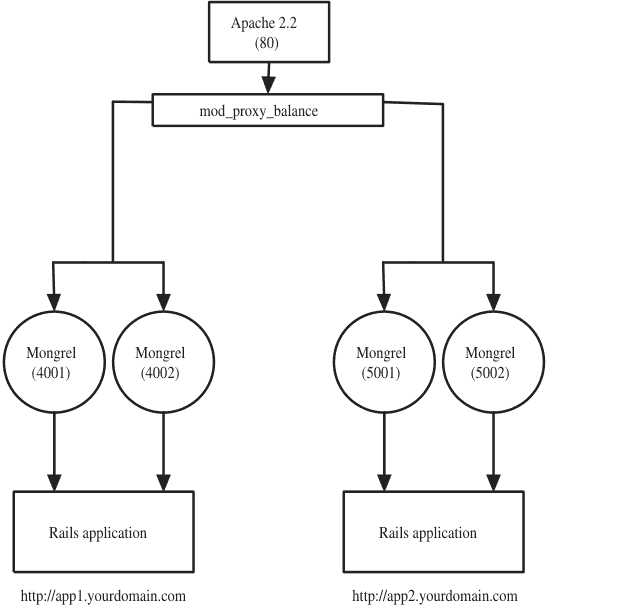 Apache 2.2
(80)
mod_proxy_balance
Mongrel
(4001)
Mongrel
(4002)
Mongrel
(5001)
Mongrel
(5002)
Rails application
Rails application
http://app1.yourdomain.com
http://app2.yourdomain.com